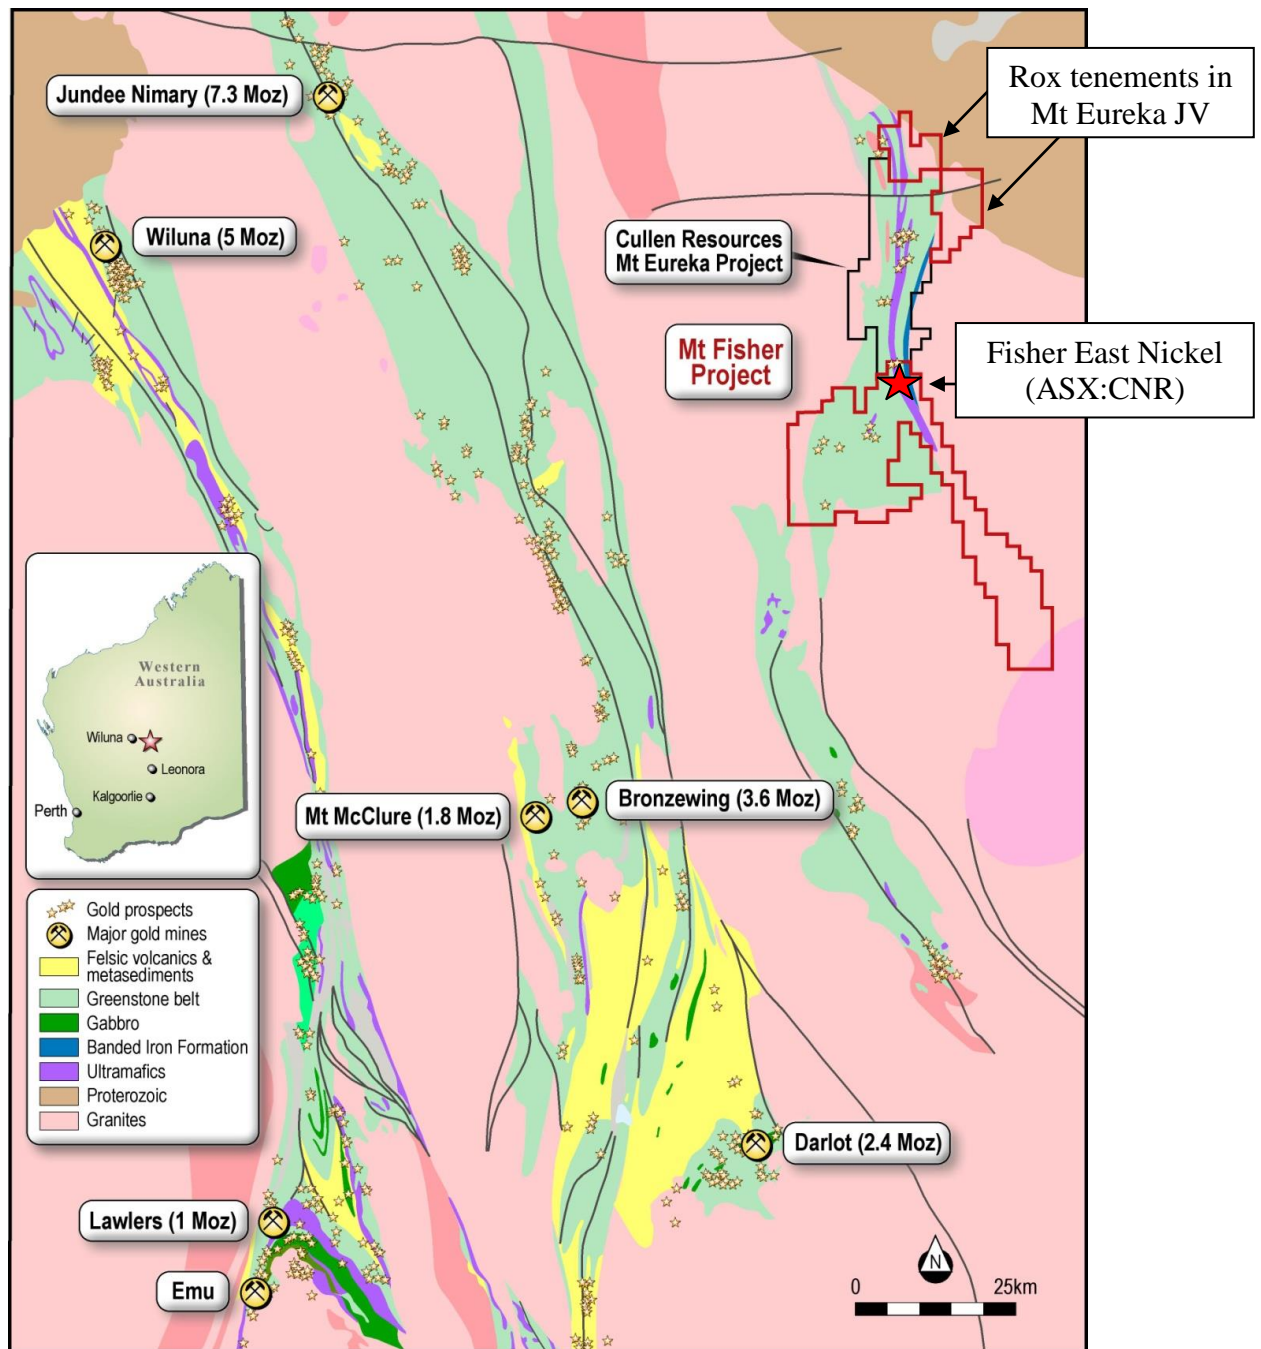 Rox tenements in
Mt Eureka JV
Jundee Nimary (7.3 Moz)
Wiluna (5 Moz)
Cullen Resources
Mt Eureka Project
Mt Fisher
Project
Fisher East Nickel
(ASX:CNR)
Western
Australia
Wiluna
Leonora
Kalgoorlie
Perth
Mt McClure (1.8 Moz)
Bronzewing (3.6 Moz)
Gold prospects
Major gold mines
Felsic volcanics &
metasediments
Greenstone belt
Gabbro
Banded Iron Formation
Ultramafics
Proterozoic
Granites
Darlot (2.4 Moz)
Lawlers (1 Moz)
Emu
N
0 25km